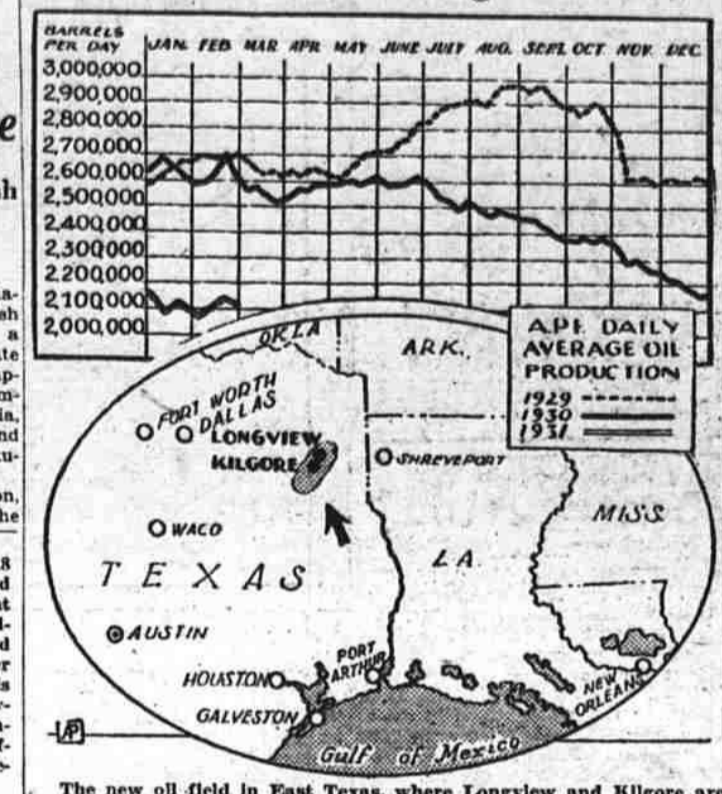 BARRELS
PER DAY JAN. FEB. MAR APR. MAY JUNE JULY AUG. SEPT. OCT. NOV. DEC.
3,000,000
2,900,000
2,800,000
2,700,000
2,600,000
2,500,000
2,400,000
2,300,000
2,200,000
2,100,000
2,000,000
A.P.I. DAILY
AVERAGE OIL
PRODUCTION
1929
1930
1931
OKLA
ARK.
FORT WORTH
DALLAS
LONGVIEW
KILGORE
SHREVEPORT
MISS.
WACO
LA.
TEXAS
AUSTIN
PORT
ARTHUR
HOUSTON
NEW
ORLEANS
GALVESTON
AP
Gulf of Mexico
The new oil field in East Texas, where Longview and Kilgore are